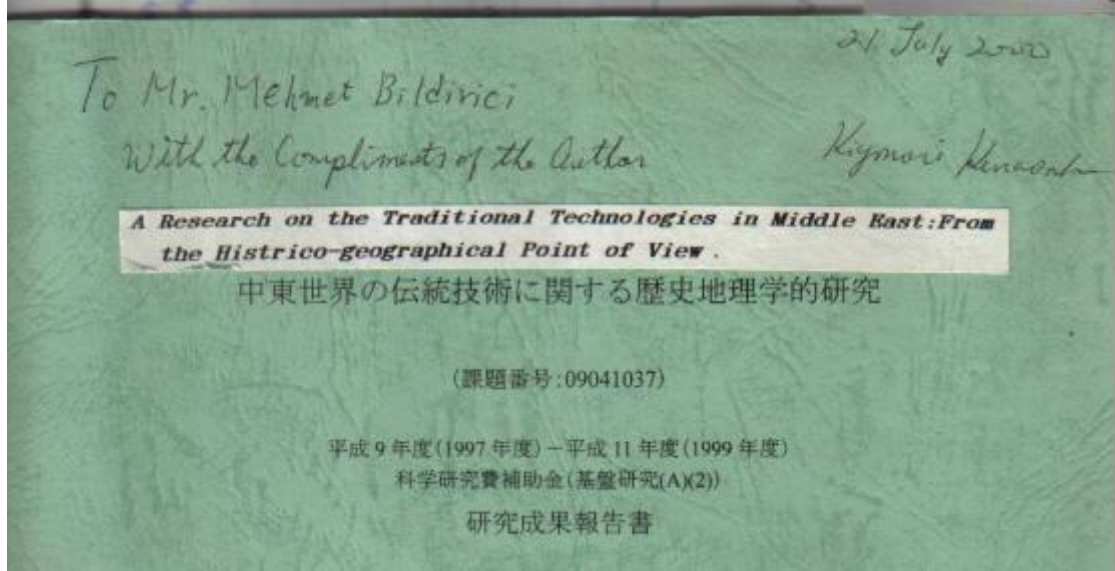 21 July 2000
To Mr. Mehmet Bildirici
With the Compliments of the Author
A Research on the Traditional Technologies in Middle East:From
the Histrico-geographical Point of View.
中東世界の伝統技術に関する歴史地理学的研究
(課題番号:09041037)
平成9年度(1997年度)－平成11年度(1999年度)
科学研究費補助金(基盤研究(A)(2))
研究成果報告書